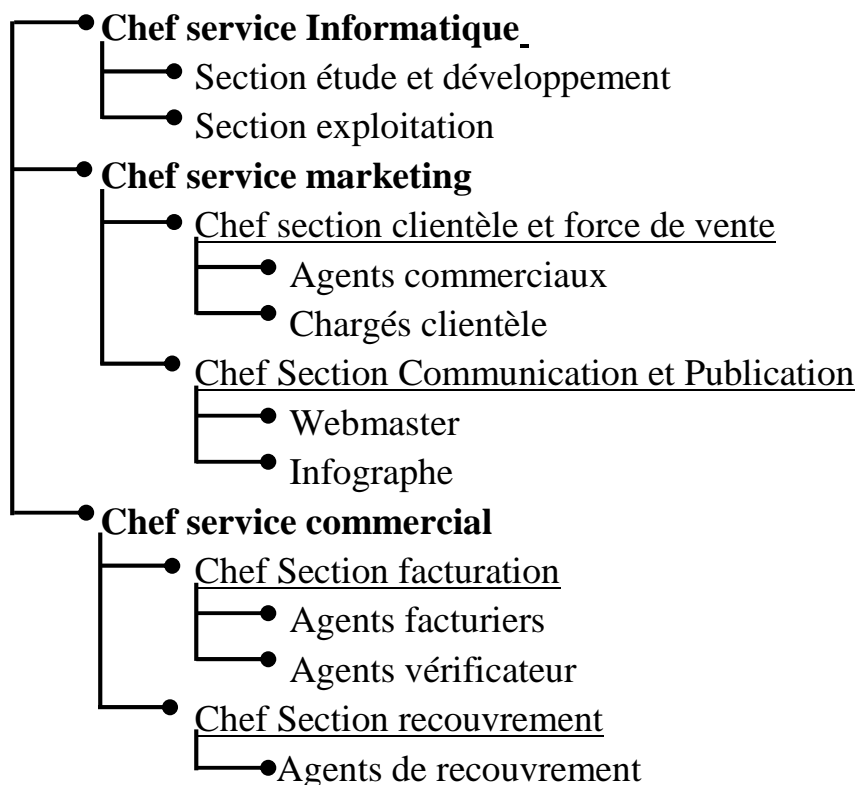 Chef service Informatique
Section étude et développement
Section exploitation
Chef service marketing
Chef section clientèle et force de vente
Agents commerciaux
Chargés clientèle
Chef Section Communication et Publication
Webmaster
Infographe
Chef service commercial
Chef Section facturation
Agents facturiers
Agents vérificateur
Chef Section recouvrement
Agents de recouvrement